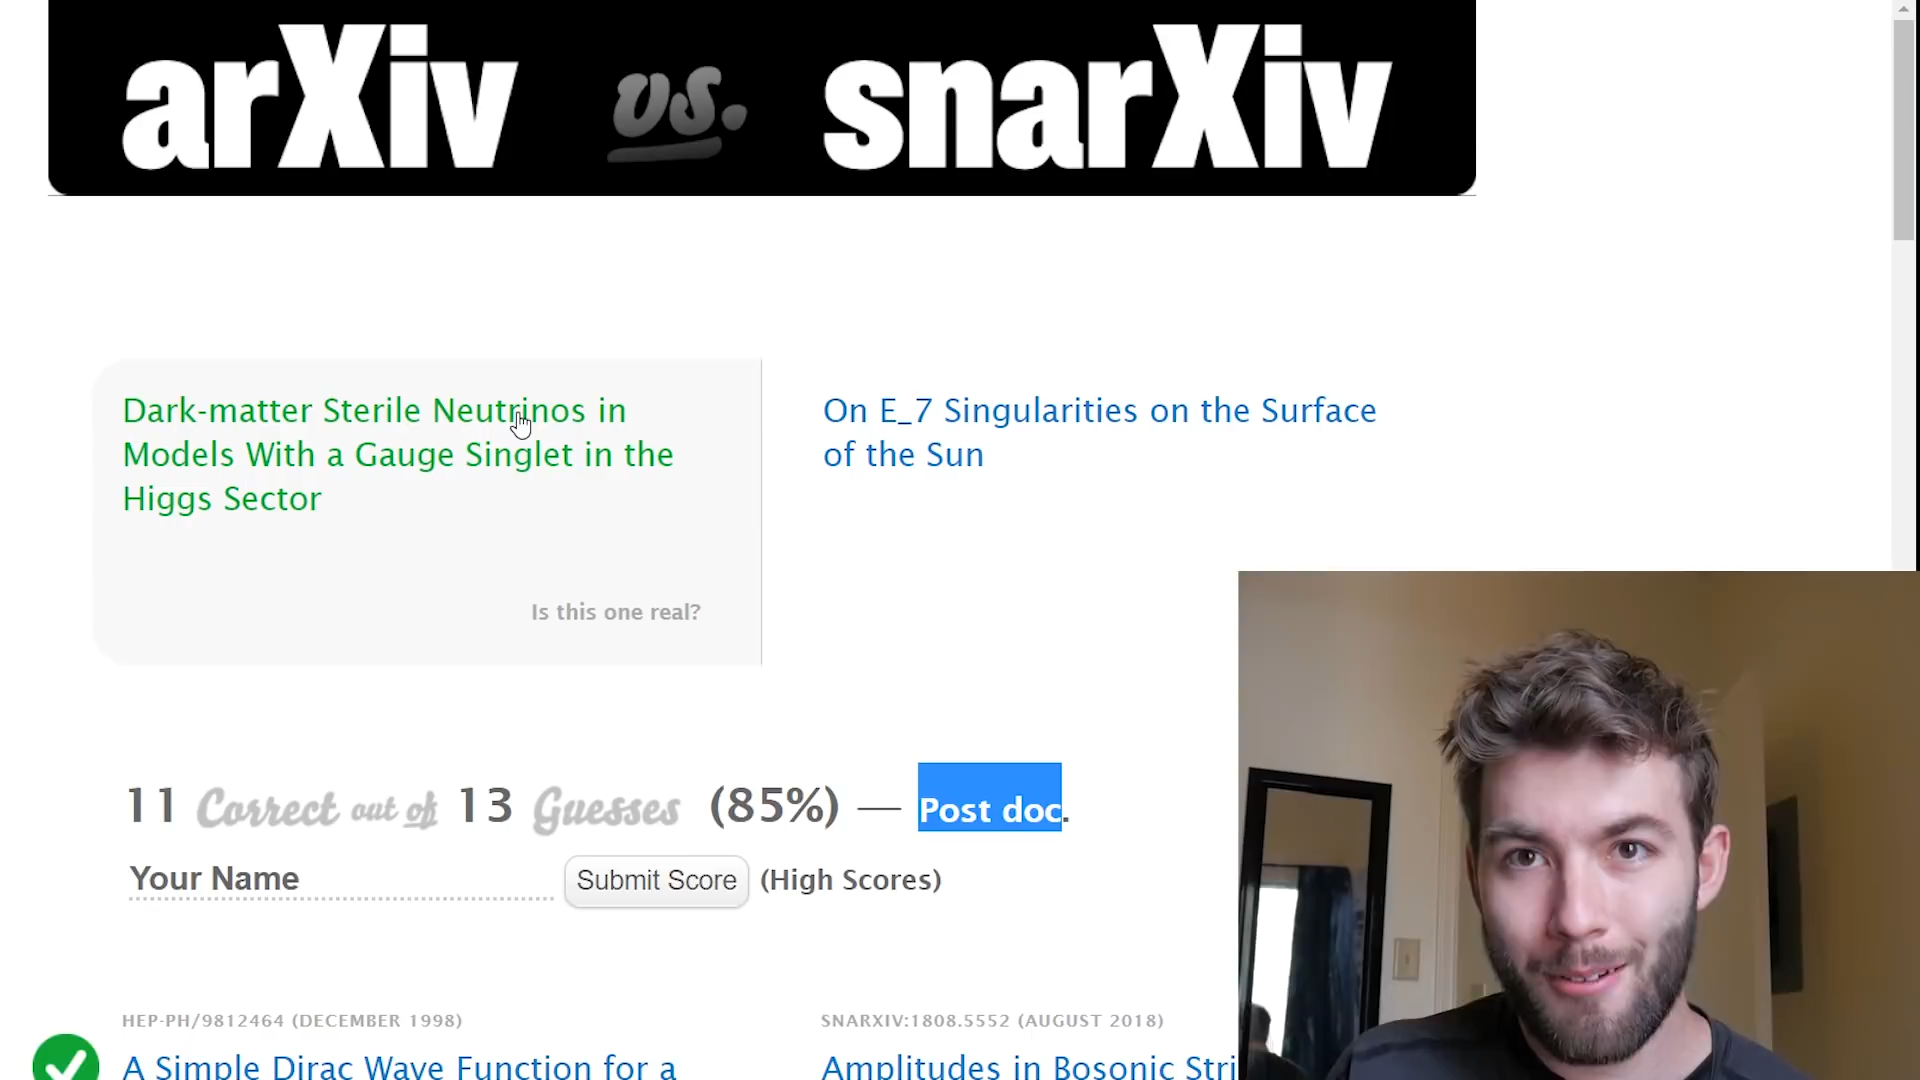 arXiv vs. snarXiv
Dark-matter Sterile Neutrinos in
Models With a Gauge Singlet in the
Higgs Sector
Is this one real?
On E_7 Singularities on the Surface
of the Sun
11 Correct out of 13 Guesses (85%) — Post doc.
Your Name
Submit Score (High Scores)
HEP-PH/9812464 (DECEMBER 1998)
A Simple Dirac Wave Function for a
SNARXIV:1808.5552 (AUGUST 2018)
Amplitudes in Bosonic Stri